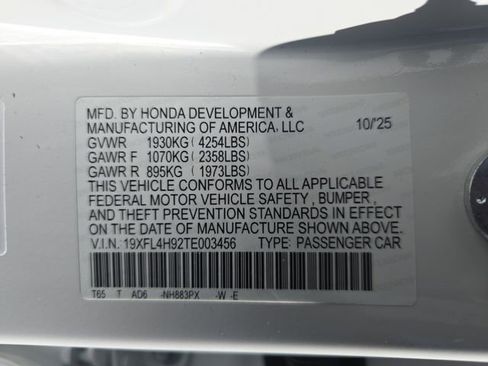 MFD. BY HONDA DEVELOPMENT &
MANUFACTURING OF AMERICA, LLC 10/'25
GVWR 1930KG ( 4254LBS)
GAWR F 1070KG ( 2358LBS)
GAWR R 895KG ( 1973LBS)
THIS VEHICLE CONFORMS TO ALL APPLICABLE
FEDERAL MOTOR VEHICLE SAFETY , BUMPER ,
AND THEFT PREVENTION STANDARDS IN EFFECT
ON THE DATE OF MANUFACTURE SHOWN ABOVE.
V.I.N. 19XFL4H92TE003456 TYPE: PASSENGER CAR
T65 T AD6 -NH883PX -W -E